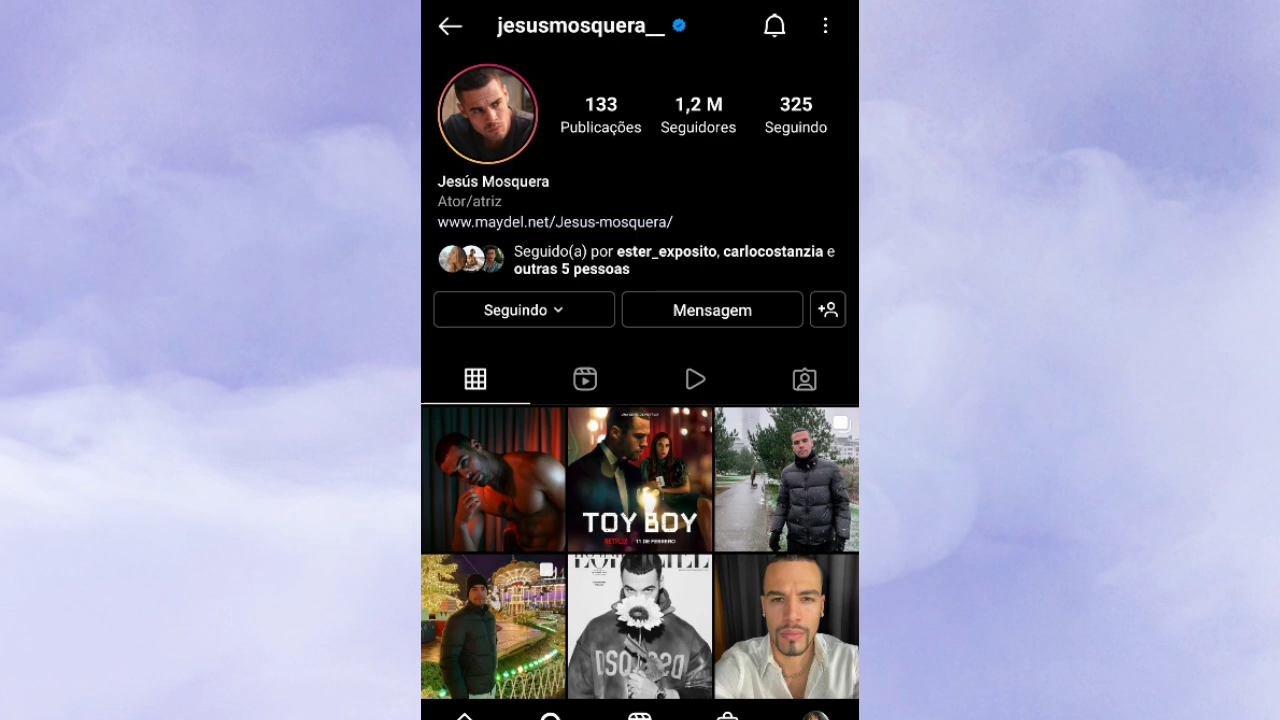 jesusmosquera__
133
1,2 M
325
Publicações
Seguidores
Seguindo
Jesús Mosquera
Ator/atriz
www.maydel.net/Jesus-mosquera/
Seguido(a) por ester_exposito, carlocostanzia e
outras 5 pessoas
Seguindo
Mensagem
TOY BOY
NETFLIX 11 DE FEBRERO